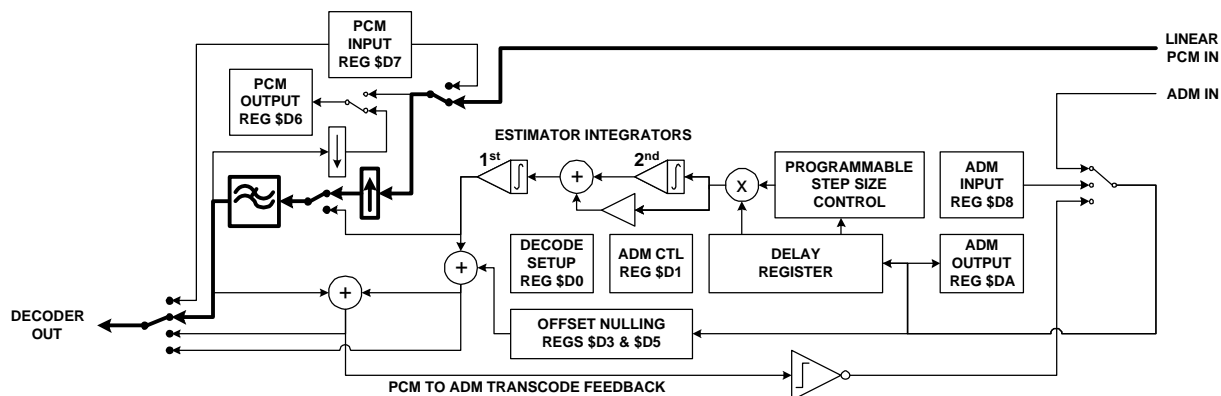 PCM
INPUT
REG $D7
LINEAR
PCM IN
PCM
OUTPUT
REG $D6
ADM IN
ESTIMATOR INTEGRATORS
1st
2nd
+
X
PROGRAMMABLE
STEP SIZE
CONTROL
ADM
INPUT
REG $D8
DECODE
SETUP
REG $D0
ADM CTL
REG $D1
DELAY
REGISTER
ADM
OUTPUT
REG $DA
+
+
DECODER
OUT
OFFSET NULLING
REGS $D3 & $D5
PCM TO ADM TRANSCODE FEEDBACK